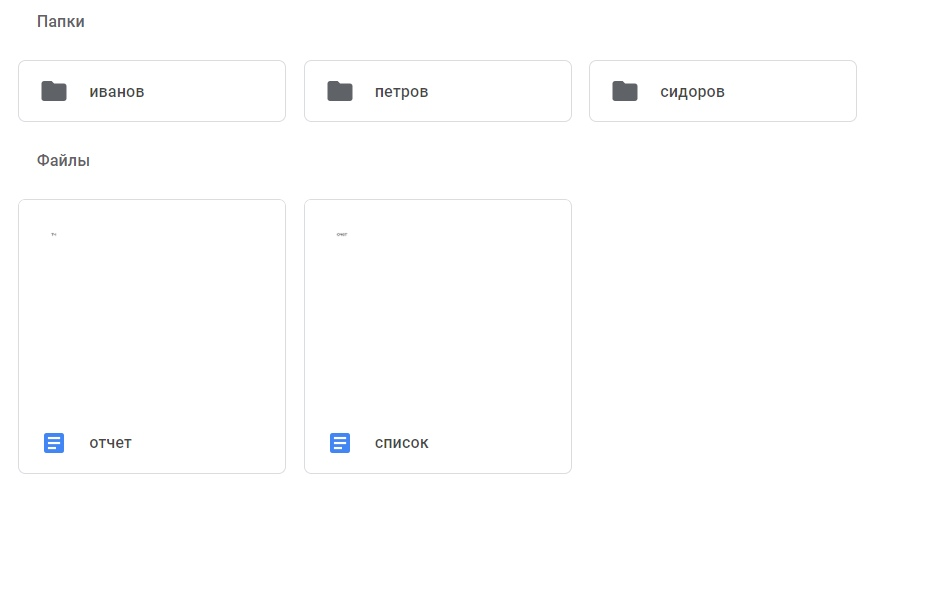 Папки
иванов
петров
сидоров
Файлы
отчет
список